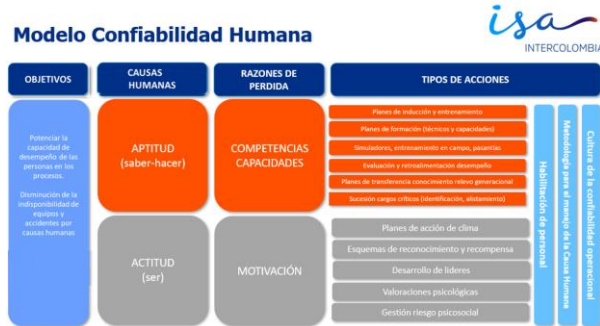 Modelo Confiabilidad Humana
isa
INTERCOLOMBIA
OBJETIVOS
CAUSAS
HUMANAS
RAZONES DE
PERDIDA
TIPOS DE ACCIONES
Potenciar la
capacidad de
desempeño de las
personas en los
procesos.
Disminución de la
indisponibilidad de
equipos y
accidentes por
causas humanas
APTITUD
(saber-hacer)
COMPETENCIAS
CAPACIDADES
Planes de inducción y entrenamiento
Planes de formación (técnicos y capacidades)
Simuladores, entrenamiento en campo, pasantías
Evaluación y retroalimentación desempeño
Planes de transferencia conocimiento relevo generacional
Sucesión cargos críticos (identificación, alistamiento)
ACTITUD
(ser)
MOTIVACIÓN
Planes de acción de clima
Esquemas de reconocimiento y recompensa
Desarrollo de líderes
Valoraciones psicológicas
Gestión riesgo psicosocial
Habilitación de personal
Metodología para el manejo de la Causa Humana
Cultura de la confiabilidad operacional